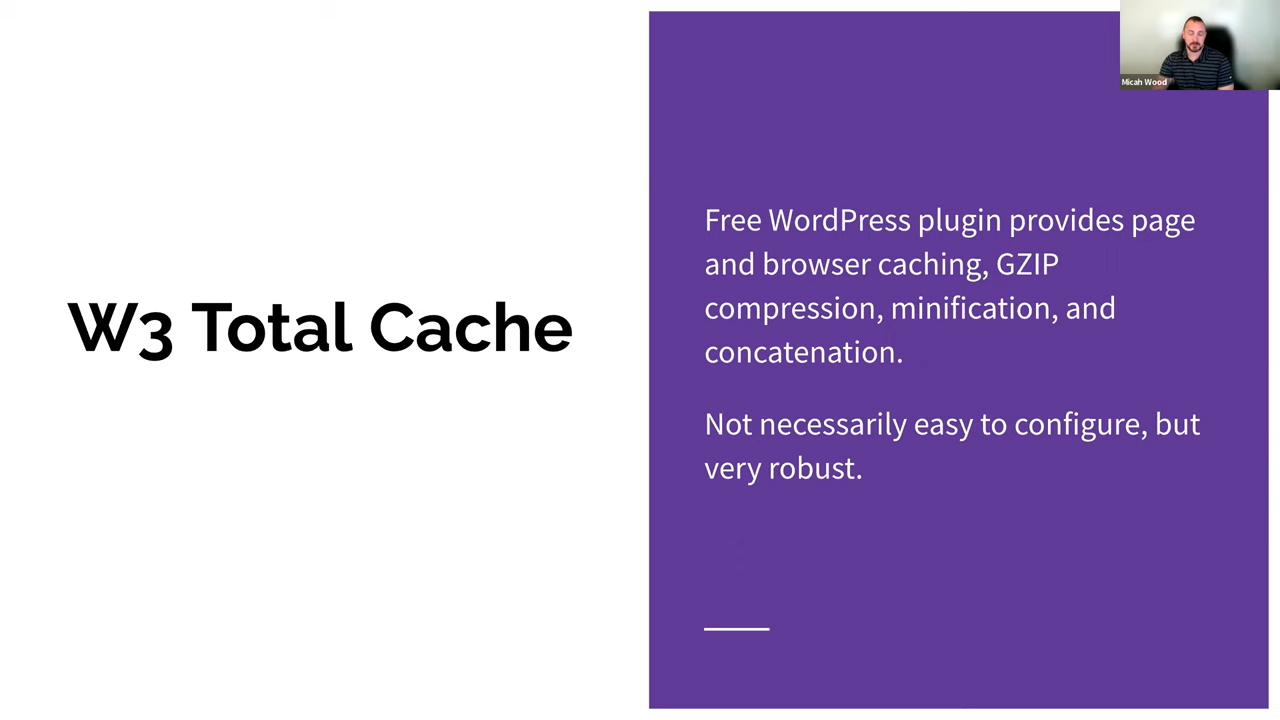 Micah Wood
W3 Total Cache
Free WordPress plugin provides page
and browser caching, GZIP
compression, minification, and
concatenation.
Not necessarily easy to configure, but
very robust.